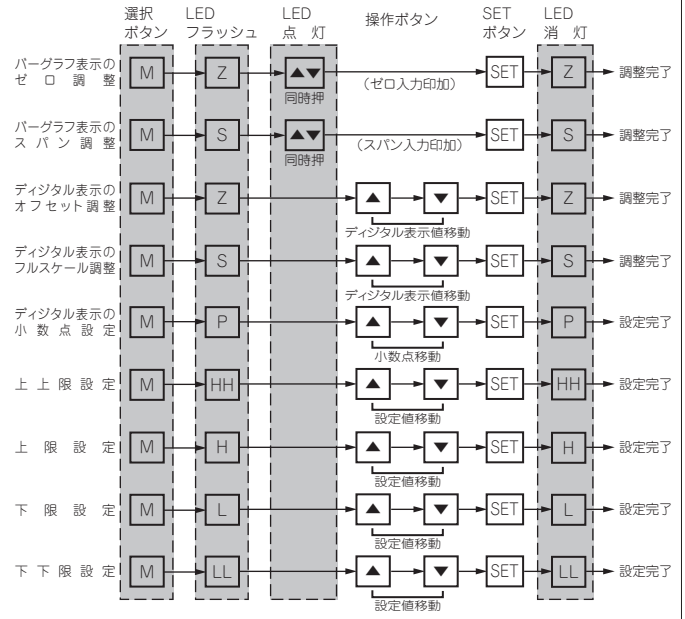 選択 LED LED 操作ボタン SET LED
ボタン フラッシュ 点 灯 ボタン 消 灯
バーグラフ表示の
ゼ ロ 調 整 M Z ▲▼ SET Z 調整完了
同時押 (ゼロ入力印加)
バーグラフ表示の
ス パ ン 調 整 M S ▲▼ SET S 調整完了
同時押 (スパン入力印加)
ディジタル表示の
オフセット調整 M Z ▲ ▼ SET Z 調整完了
ディジタル表示値移動
ディジタル表示の
フルスケール調整 M S ▲ ▼ SET S 調整完了
ディジタル表示値移動
ディジタル表示の
小 数 点 設 定 M P ▲ ▼ SET P 設定完了
小数点移動
上 上 限 設 定 M HH ▲ ▼ SET HH 設定完了
設定値移動
上 限 設 定 M H ▲ ▼ SET H 設定完了
設定値移動
下 限 設 定 M L ▲ ▼ SET L 設定完了
設定値移動
下 下 限 設 定 M LL ▲ ▼ SET LL 設定完了
設定値移動